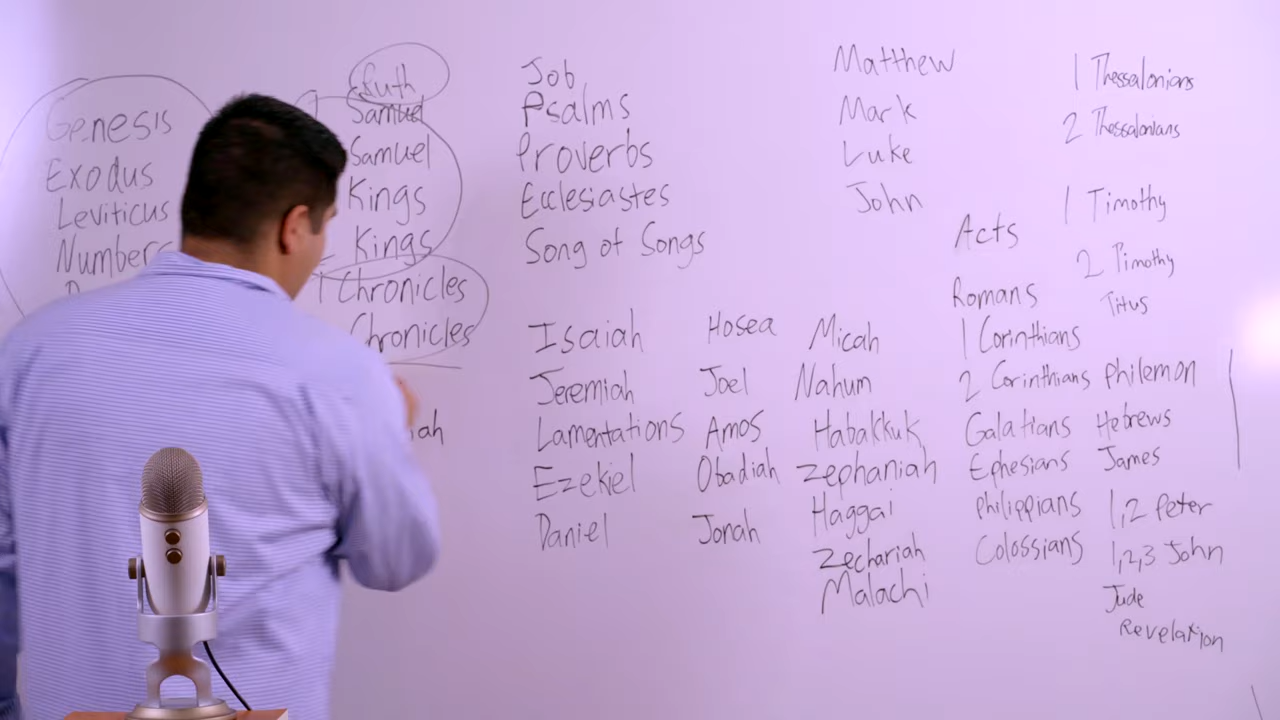 Genesis
Exodus
Leviticus
Numbers
Ruth
Samuel
Samuel
Kings
Kings
1 Chronicles
Chronicles
Job
Psalms
Proverbs
Ecclesiastes
Song of Songs
Isaiah
Jeremiah
Lamentations
Ezekiel
Daniel
Hosea
Joel
Amos
Obadiah
Jonah
Micah
Nahum
Habakkuk
Zephaniah
Haggai
Zechariah
Malachi
Matthew
Mark
Luke
John
Acts
Romans
1 Corinthians
2 Corinthians
Galatians
Ephesians
Philippians
Colossians
1 Thessalonians
2 Thessalonians
1 Timothy
2 Timothy
Titus
Philemon
Hebrews
James
1,2 Peter
1,2,3 John
Jude
Revelation